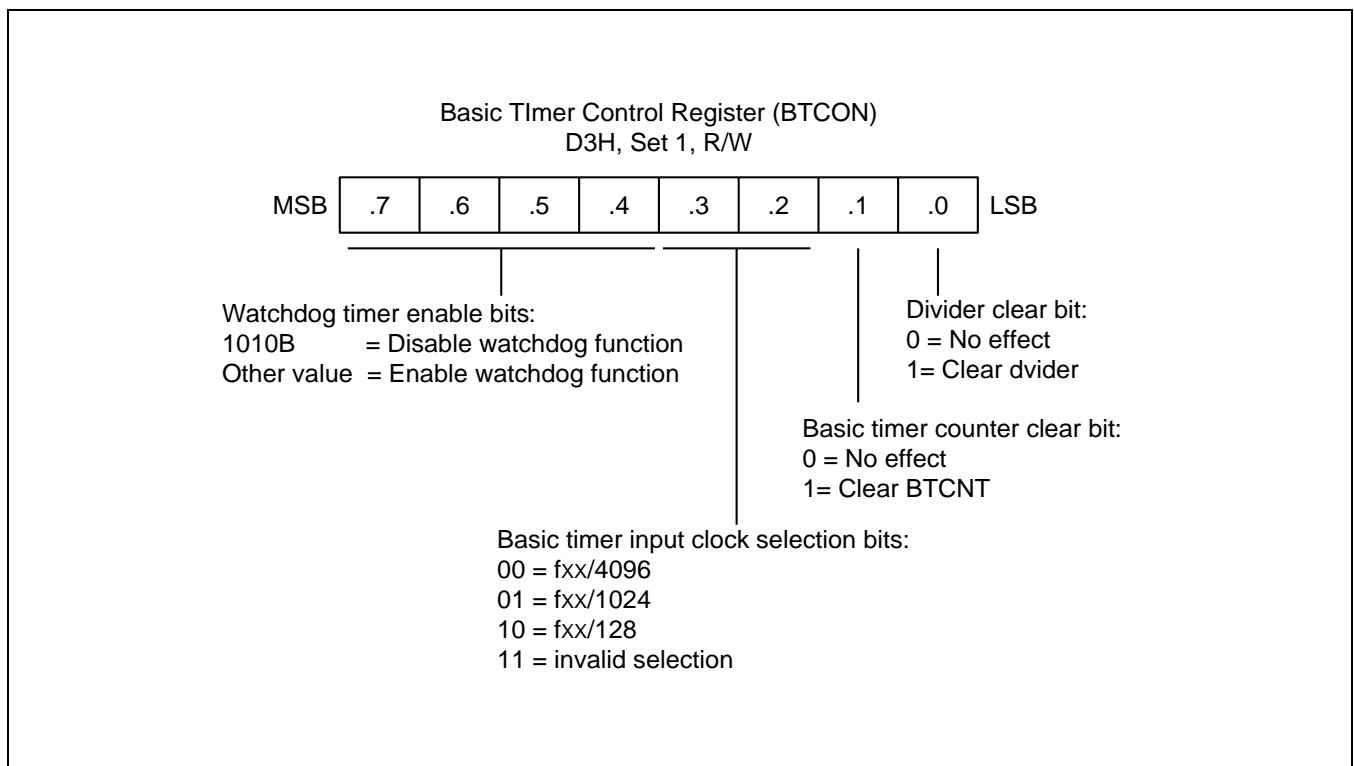 Basic TImer Control Register (BTCON)
D3H, Set 1, R/W
MSB .7 .6 .5 .4 .3 .2 .1 .0 LSB
Watchdog timer enable bits:
1010B = Disable watchdog function
Other value = Enable watchdog function
Divider clear bit:
0 = No effect
1= Clear dvider
Basic timer counter clear bit:
0 = No effect
1= Clear BTCNT
Basic timer input clock selection bits:
00 = fxx/4096
01 = fxx/1024
10 = fxx/128
11 = invalid selection